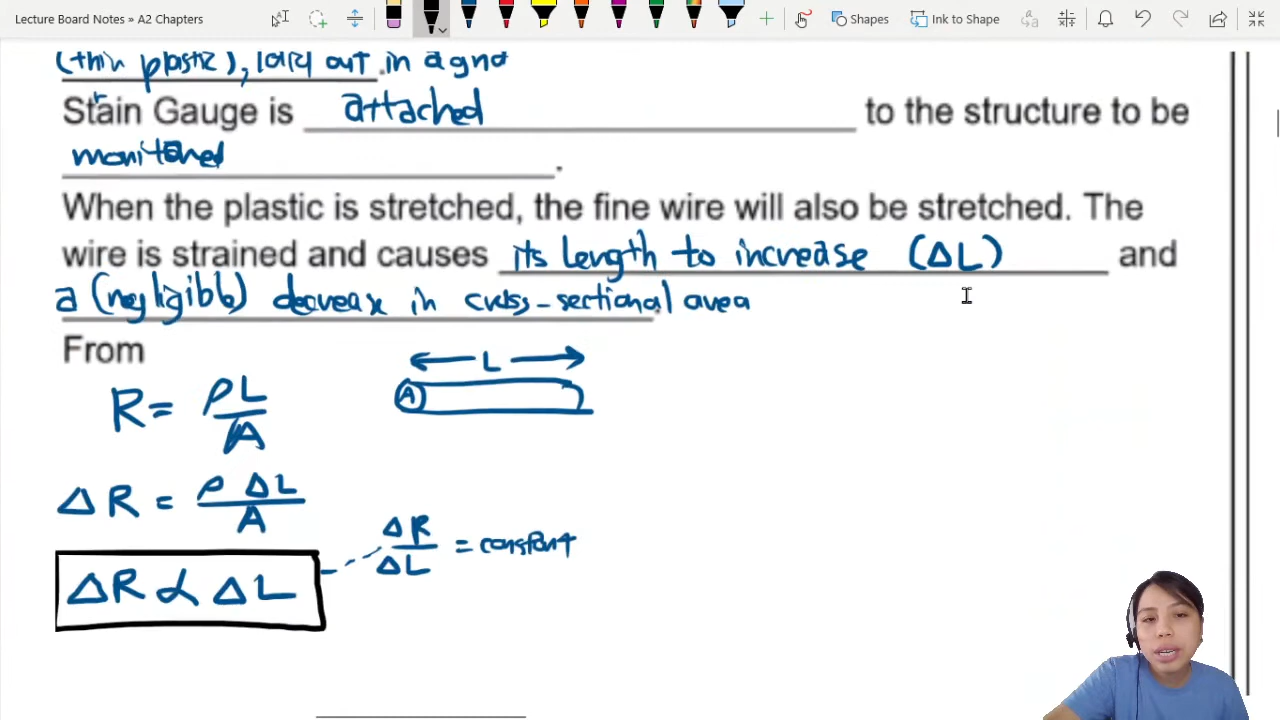 Lecture Board Notes » A2 Chapters
Shapes
Ink to Shape
(thin plastic), laid out in a grid
Strain Gauge is attached to the structure to be
monitored.
When the plastic is stretched, the fine wire will also be stretched. The
wire is strained and causes its length to increase (ΔL) and
a (negligible) decrease in cross-sectional area.
From
L
A
R = ρL/A
ΔR = ρ ΔL/A
ΔR/ΔL = constant
ΔR ∝ ΔL